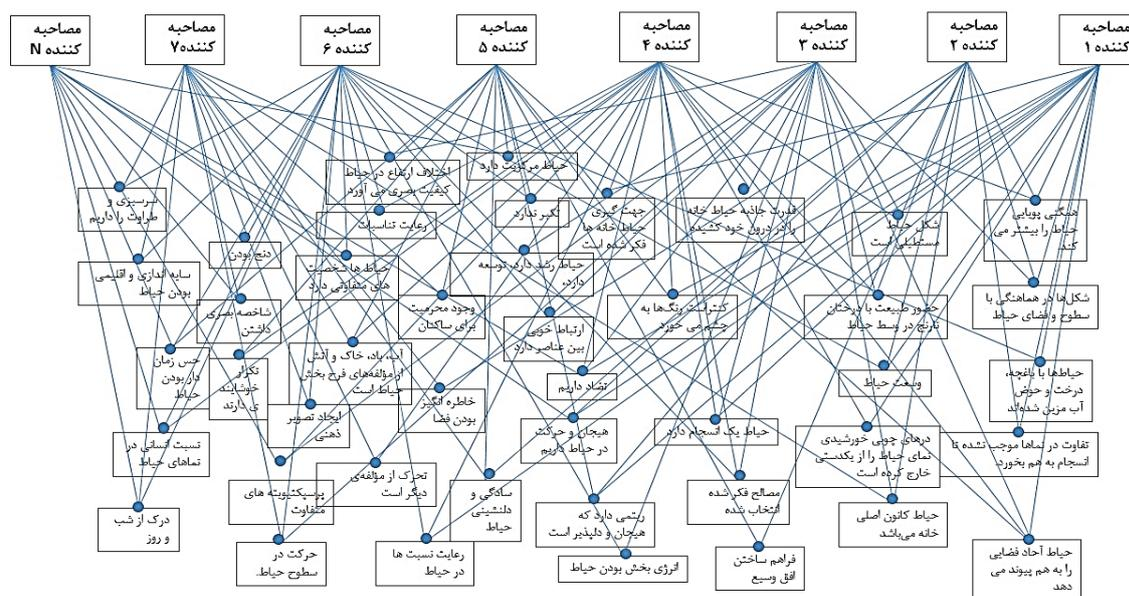 مصاحبه
کننده ۱
مصاحبه
کننده ۲
مصاحبه
کننده ۳
مصاحبه
کننده ۴
مصاحبه
کننده ۵
مصاحبه
کننده ۶
مصاحبه
کننده۷
مصاحبه
کننده N
همگنی پویایی
حیاط را بیشتر می
کند
شکل حیاط
مستطیلی است
قدرت جاذبه حیاط خانه
را در درون خود کشیده
جهت گیری
حیاط خانه ها
فکر شده است
حیاط مرکزیت دارد
تکبر ندارد
اختلاف ارتفاع در حیاط
کیفیت بصری می آورد
رعایت تناسبات
سرسبزی و
طراوت را داریم
دنج بودن
حیاط ها شخصیت
های متفاوتی دارد
حیاط رشد دارد، توسعه
دارد،
سایه اندازی و اقلیمی
بودن حیاط
شکل‌ها در هماهنگی با
سطوح و فضای حیاط
حضور طبیعت با درختان
نارنج در وسط حیاط
کنتراست رنگ‌ها به
چشم می خورد
ارتباط خوبی
بین عناصر دارد
وجود محرمیت
برای ساکنان
شاخصه بصری
داشتن
حس زمان
دار بودن
حیاط
تکرار
خوشایند
ی دارند
آب، باد، خاک و آتش
از مؤلفه‌های فرح بخش
حیاط است
حیاط‌ها با باغچه،
درخت و حوض
آب مزین شده‌اند
وسعت حیاط
تضاد داریم
خاطره انگیز
بودن فضا
ایجاد تصویر
ذهنی
هیجان و حرکت
در حیاط داریم
حیاط یک انسجام دارد
درهای چوبی خورشیدی
نمای حیاط را از یکدستی
خارج کرده است
تفاوت در نماها موجب نشده تا
انسجام به هم بخورد.
نسبت انسانی در
نماهای حیاط
تحرک از مؤلفه‌ی
دیگر است
پرسپکتیویته های
متفاوت
سادگی و
دلنشینی
حیاط
ریتمی دارد که
هیجان و دلپذیر است
مصالح فکر شده
انتخاب شده
حیاط کانون اصلی
خانه می‌باشد
درک از شب
و روز
حرکت در
سطوح حیاط.
رعایت نسبت ها
در حیاط
انرژی بخش بودن حیاط
فراهم ساختن
افق وسیع
حیاط آحاد فضایی
را به هم پیوند می
دهد